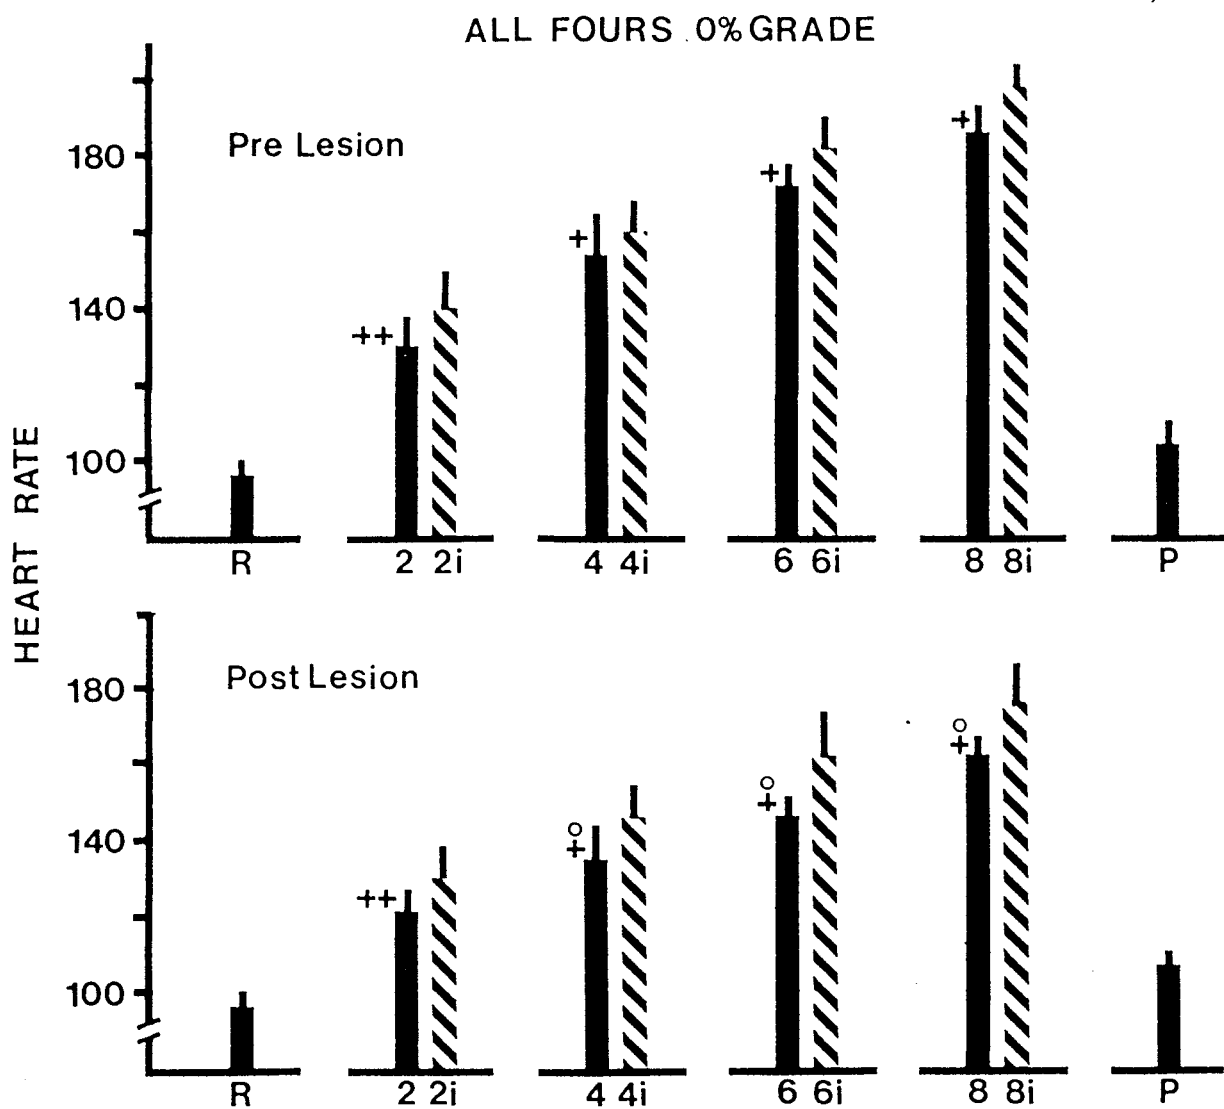 ALL FOURS 0% GRADE
Pre Lesion
180
140
100
++
+
+
+
R 2 2i 4 4i 6 6i 8 8i P
HEART RATE
Post Lesion
180
140
100
++
○
+
○
+
○
+
R 2 2i 4 4i 6 6i 8 8i P